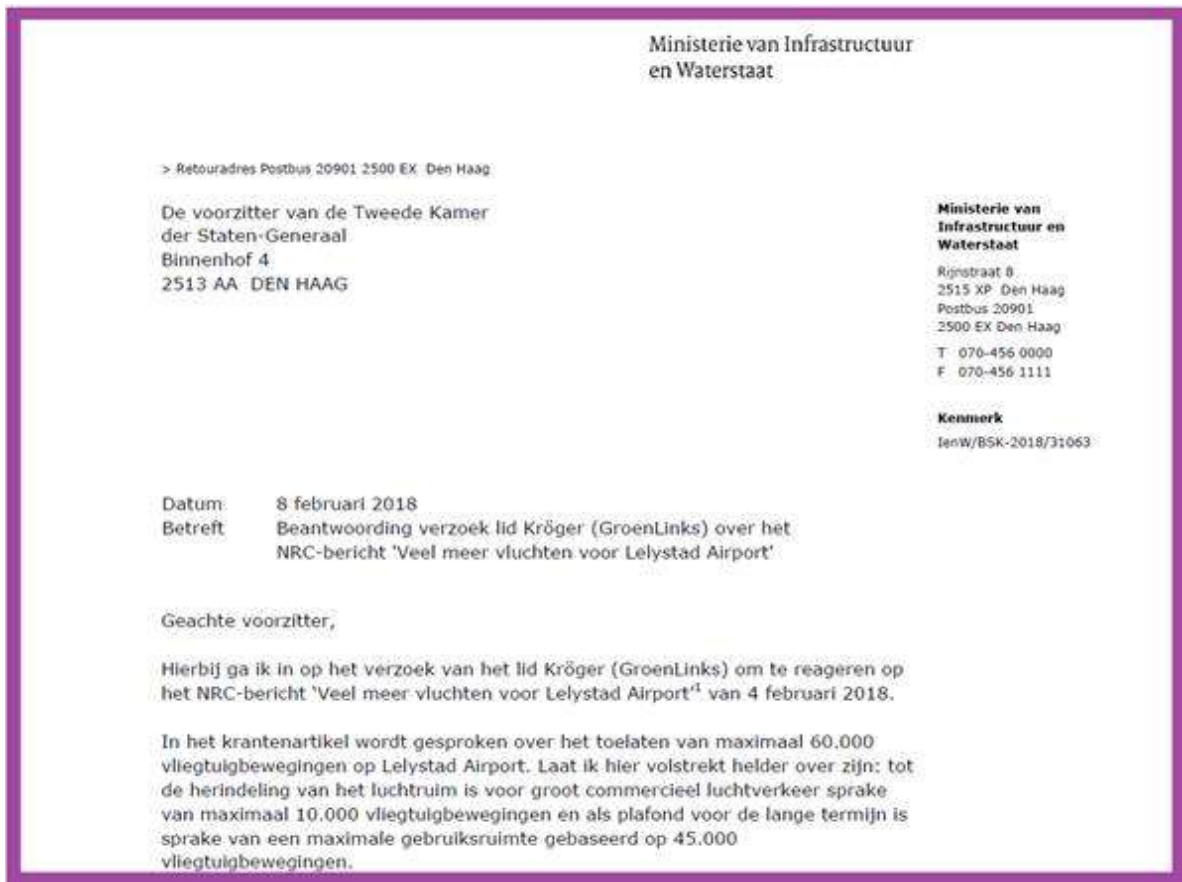 Ministerie van Infrastructuur
en Waterstaat
> Retouradres Postbus 20901 2500 EX Den Haag
De voorzitter van de Tweede Kamer
der Staten-Generaal
Binnenhof 4
2513 AA DEN HAAG
Ministerie van
Infrastructuur en
Waterstaat
Rijnstraat 8
2515 XP Den Haag
Postbus 20901
2500 EX Den Haag
T 070-456 0000
F 070-456 1111
Kenmerk
IenW/BSK-2018/31063
Datum 8 februari 2018
Betreft Beantwoording verzoek lid Kröger (GroenLinks) over het
NRC-bericht 'Veel meer vluchten voor Lelystad Airport'
Geachte voorzitter,
Hierbij ga ik in op het verzoek van het lid Kröger (GroenLinks) om te reageren op
het NRC-bericht 'Veel meer vluchten voor Lelystad Airport'¹ van 4 februari 2018.
In het krantenartikel wordt gesproken over het toelaten van maximaal 60.000
vliegtuigbewegingen op Lelystad Airport. Laat ik hier volstrekt helder over zijn: tot
de herindeling van het luchtruim is voor groot commercieel luchtverkeer sprake
van maximaal 10.000 vliegtuigbewegingen en als plafond voor de lange termijn is
sprake van een maximale gebruiksruimte gebaseerd op 45.000
vliegtuigbewegingen.